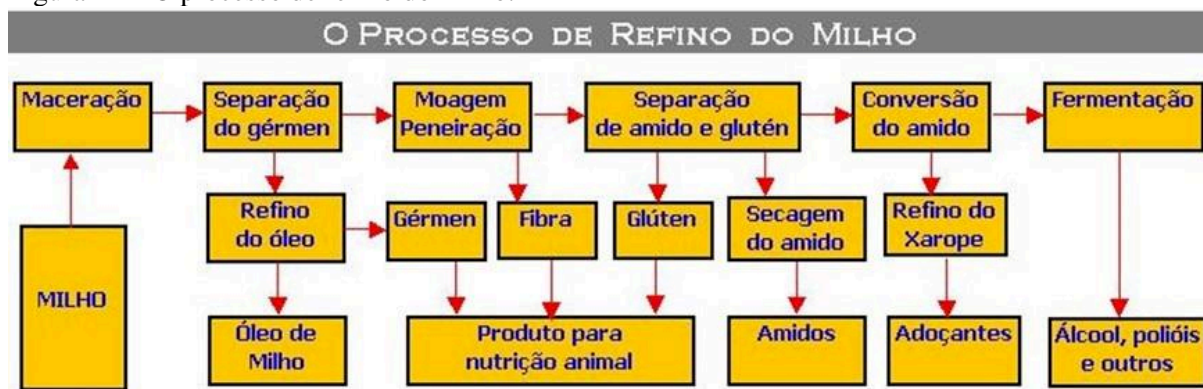 O PROCESSO DE REFINO DO MILHO
Maceração
Separação
do gérmen
Moagem
Peneiração
Separação
de amido e glutén
Conversão
do amido
Fermentação
MILHO
Refino
do óleo
Gérmen
Fibra
Glúten
Secagem
do amido
Refino do
Xarope
Óleo de
Milho
Produto para
nutrição animal
Amidos
Adoçantes
Álcool, polióis
e outros